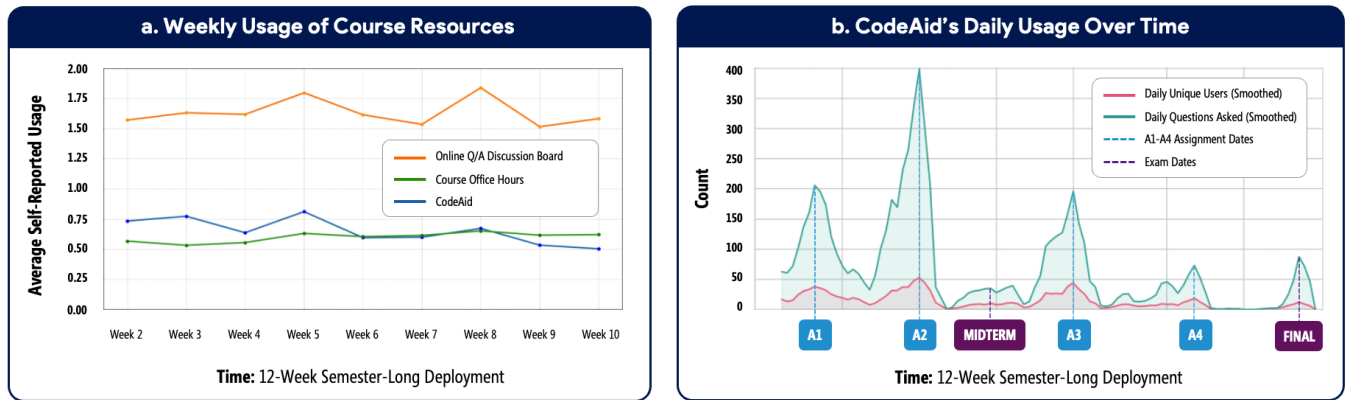 a. Weekly Usage of Course Resources
Average Self-Reported Usage
2.00
1.75
1.50
1.25
1.00
0.75
0.50
0.25
0.00
Online Q/A Discussion Board
Course Office Hours
CodeAid
Week 2 Week 3 Week 4 Week 5 Week 6 Week 7 Week 8 Week 9 Week 10
Time: 12-Week Semester-Long Deployment
b. CodeAid's Daily Usage Over Time
Count
400
350
300
250
200
150
100
50
0
Daily Unique Users (Smoothed)
Daily Questions Asked (Smoothed)
A1-A4 Assignment Dates
Exam Dates
A1 A2 MIDTERM A3 A4 FINAL
Time: 12-Week Semester-Long Deployment